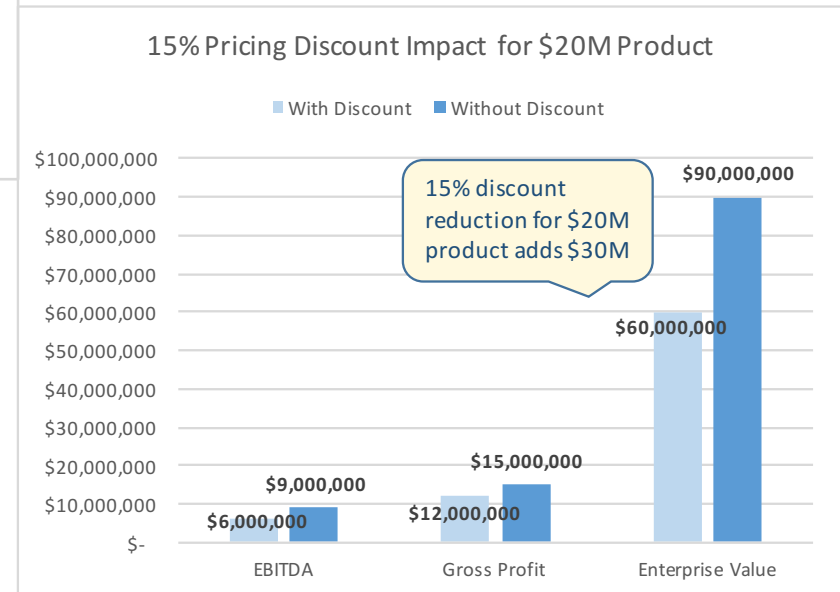 15% Pricing Discount Impact for $20M Product
With Discount Without Discount
$100,000,000
$90,000,000
$80,000,000
$70,000,000
$60,000,000
$50,000,000
$40,000,000
$30,000,000
$20,000,000
$10,000,000
$-
15% discount
reduction for $20M
product adds $30M
$6,000,000
$9,000,000
$12,000,000
$15,000,000
$60,000,000
$90,000,000
EBITDA Gross Profit Enterprise Value